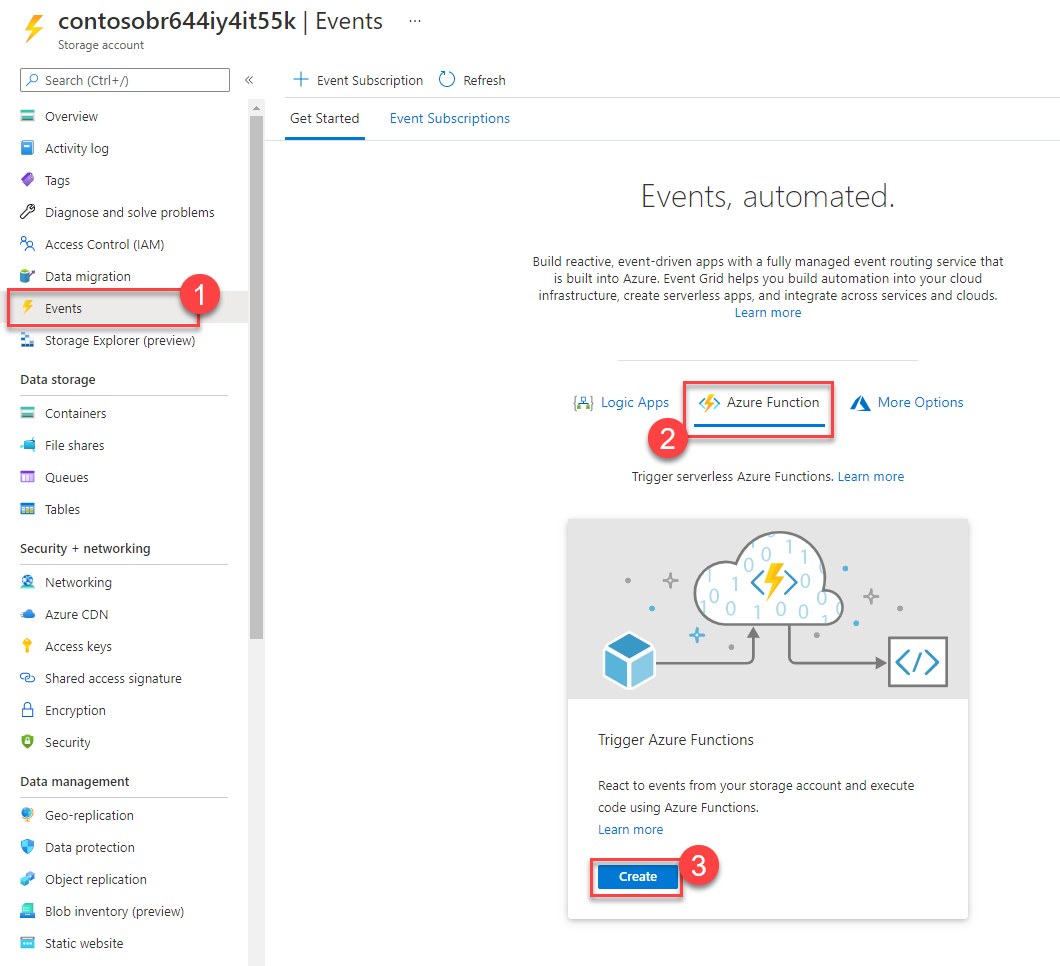 contosobr644iy4it55k | Events ...
Storage account
Search (Ctrl+/)
«
Overview
Activity log
Tags
Diagnose and solve problems
Access Control (IAM)
Data migration
Events
1
Storage Explorer (preview)
Data storage
Containers
File shares
Queues
Tables
Security + networking
Networking
Azure CDN
Access keys
Shared access signature
Encryption
Security
Data management
Geo-replication
Data protection
Object replication
Blob inventory (preview)
Static website
+ Event Subscription Refresh
Get Started Event Subscriptions
Events, automated.
Build reactive, event-driven apps with a fully managed event routing service that
is built into Azure. Event Grid helps you build automation into your cloud
infrastructure, create serverless apps, and integrate across services and clouds.
Learn more
Logic Apps Azure Function More Options
2
Trigger serverless Azure Functions. Learn more
Trigger Azure Functions
React to events from your storage account and execute
code using Azure Functions.
Learn more
Create
3